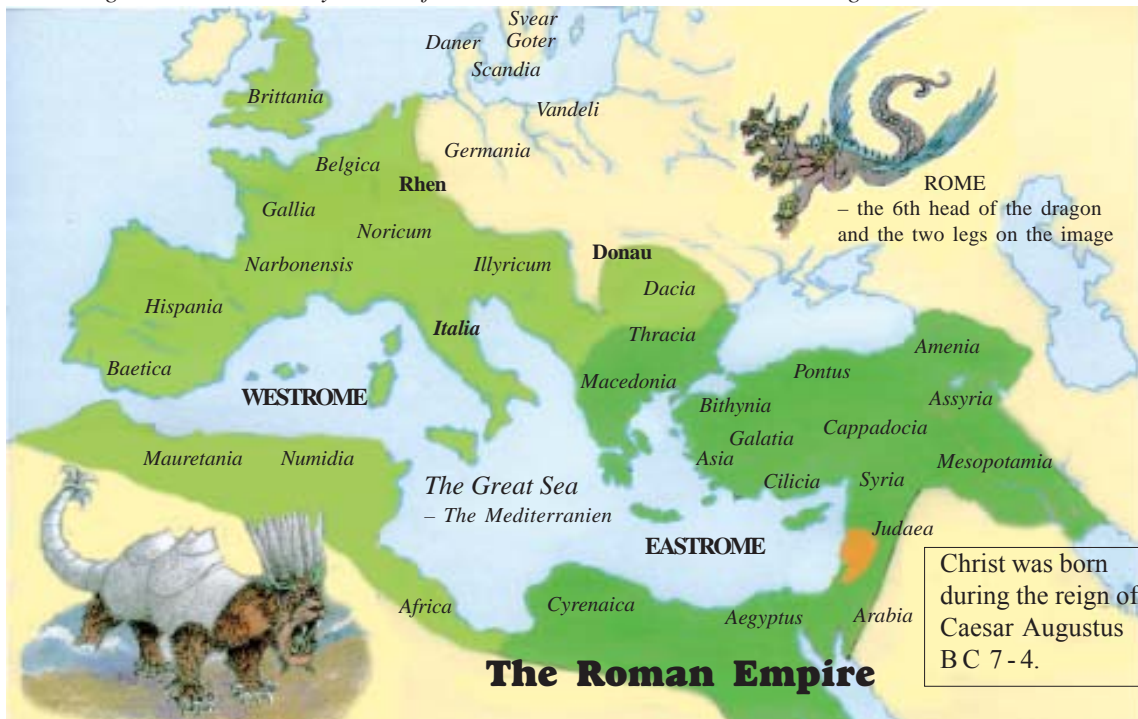 Svear
Daner Goter
Scandia
Brittania
Vandeli
Germania
Belgica
Rhen
ROME
– the 6th head of the dragon
and the two legs on the image
Gallia
Noricum
Donau
Narbonensis
Illyricum
Dacia
Hispania
Italia
Thracia
Amenia
Baetica
Macedonia
Pontus
WESTROME
Bithynia
Assyria
Galatia
Cappadocia
Mauretania
Numidia
Asia
Mesopotamia
The Great Sea
Cilicia
Syria
– The Mediterranien
Judaea
EASTROME
Christ was born
during the reign of
Caesar Augustus
BC 7-4.
Africa
Cyrenaica
Aegyptus
Arabia
The Roman Empire